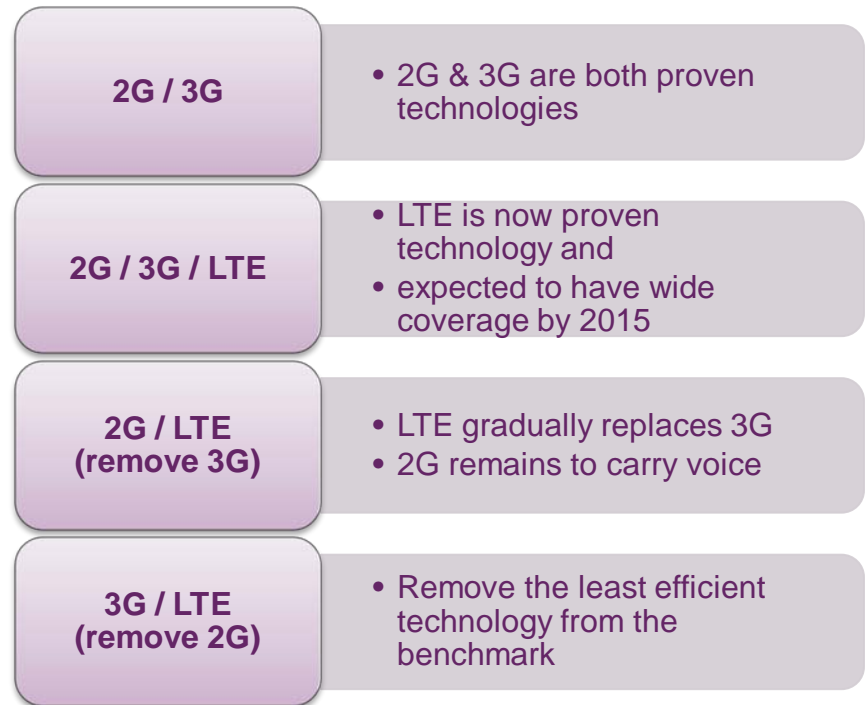 2G / 3G
• 2G & 3G are both proven
technologies
2G / 3G / LTE
• LTE is now proven
technology and
• expected to have wide
coverage by 2015
2G / LTE
(remove 3G)
• LTE gradually replaces 3G
• 2G remains to carry voice
3G / LTE
(remove 2G)
• Remove the least efficient
technology from the
benchmark